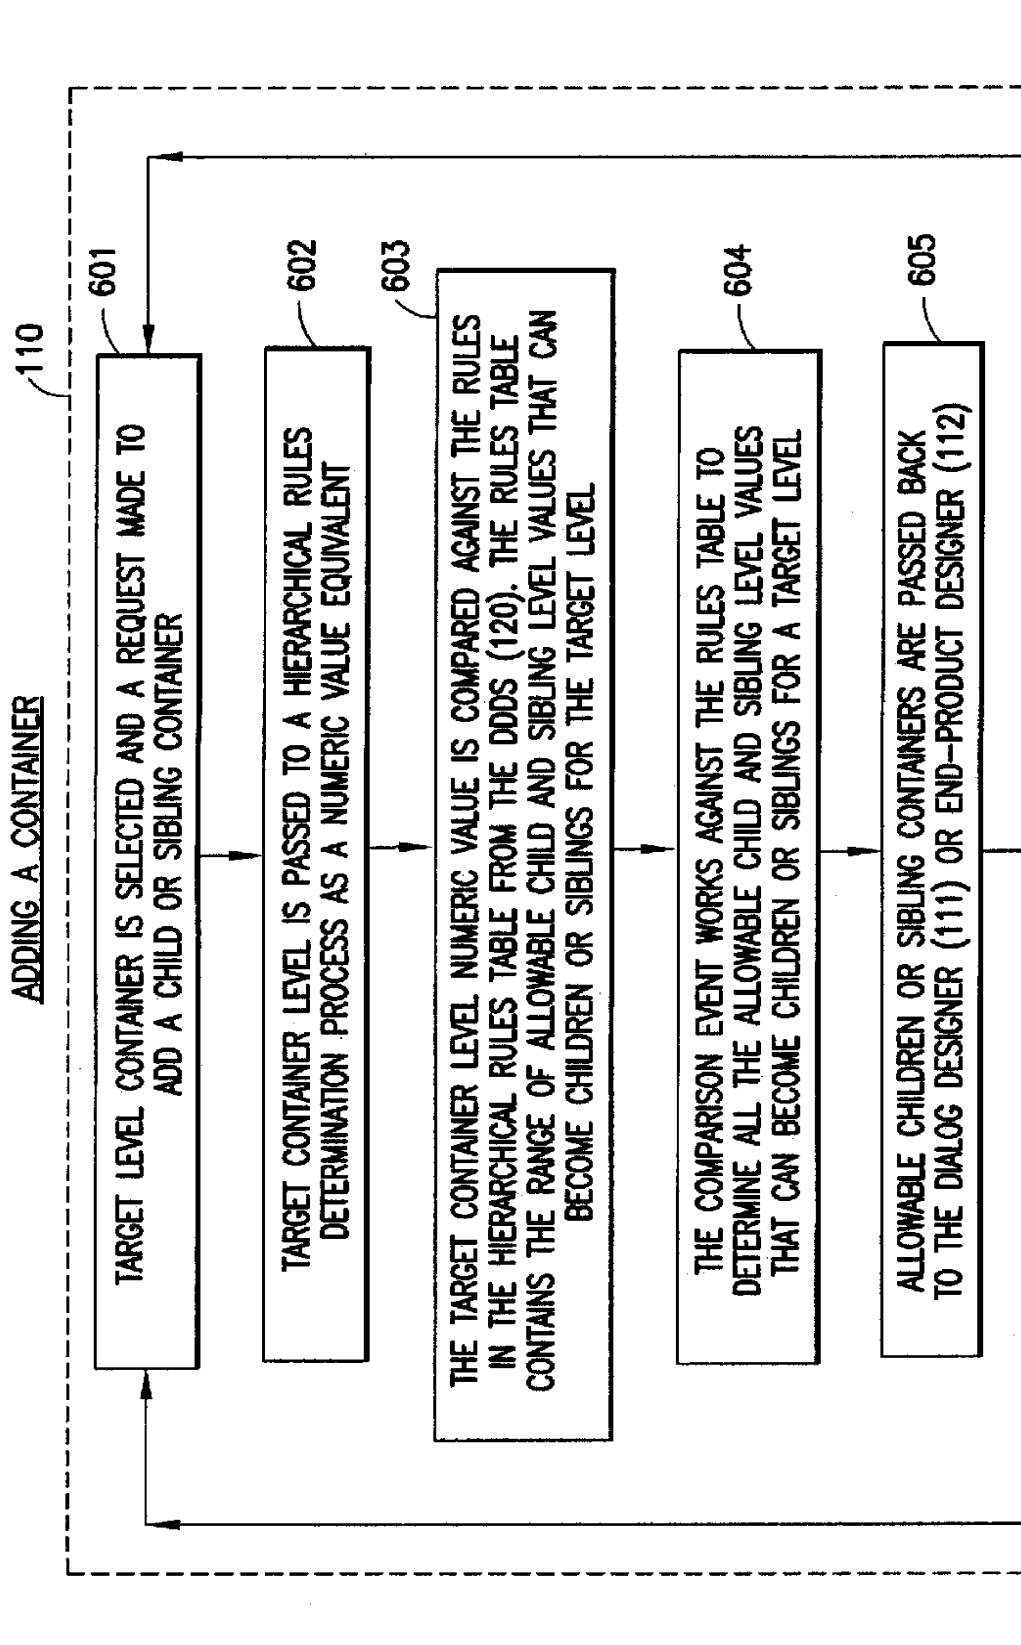 ADDING A CONTAINER
110
601
TARGET LEVEL CONTAINER IS SELECTED AND A REQUEST MADE TO
ADD A CHILD OR SIBLING CONTAINER
602
TARGET CONTAINER LEVEL IS PASSED TO A HIERARCHICAL RULES
DETERMINATION PROCESS AS A NUMERIC VALUE EQUIVALENT
603
THE TARGET CONTAINER LEVEL NUMERIC VALUE IS COMPARED AGAINST THE RULES
IN THE HIERARCHICAL RULES TABLE FROM THE DDDS (120). THE RULES TABLE
CONTAINS THE RANGE OF ALLOWABLE CHILD AND SIBLING LEVEL VALUES THAT CAN
BECOME CHILDREN OR SIBLINGS FOR THE TARGET LEVEL
604
THE COMPARISON EVENT WORKS AGAINST THE RULES TABLE TO
DETERMINE ALL THE ALLOWABLE CHILD AND SIBLING LEVEL VALUES
THAT CAN BECOME CHILDREN OR SIBLINGS FOR A TARGET LEVEL
605
ALLOWABLE CHILDREN OR SIBLING CONTAINERS ARE PASSED BACK
TO THE DIALOG DESIGNER (111) OR END-PRODUCT DESIGNER (112)